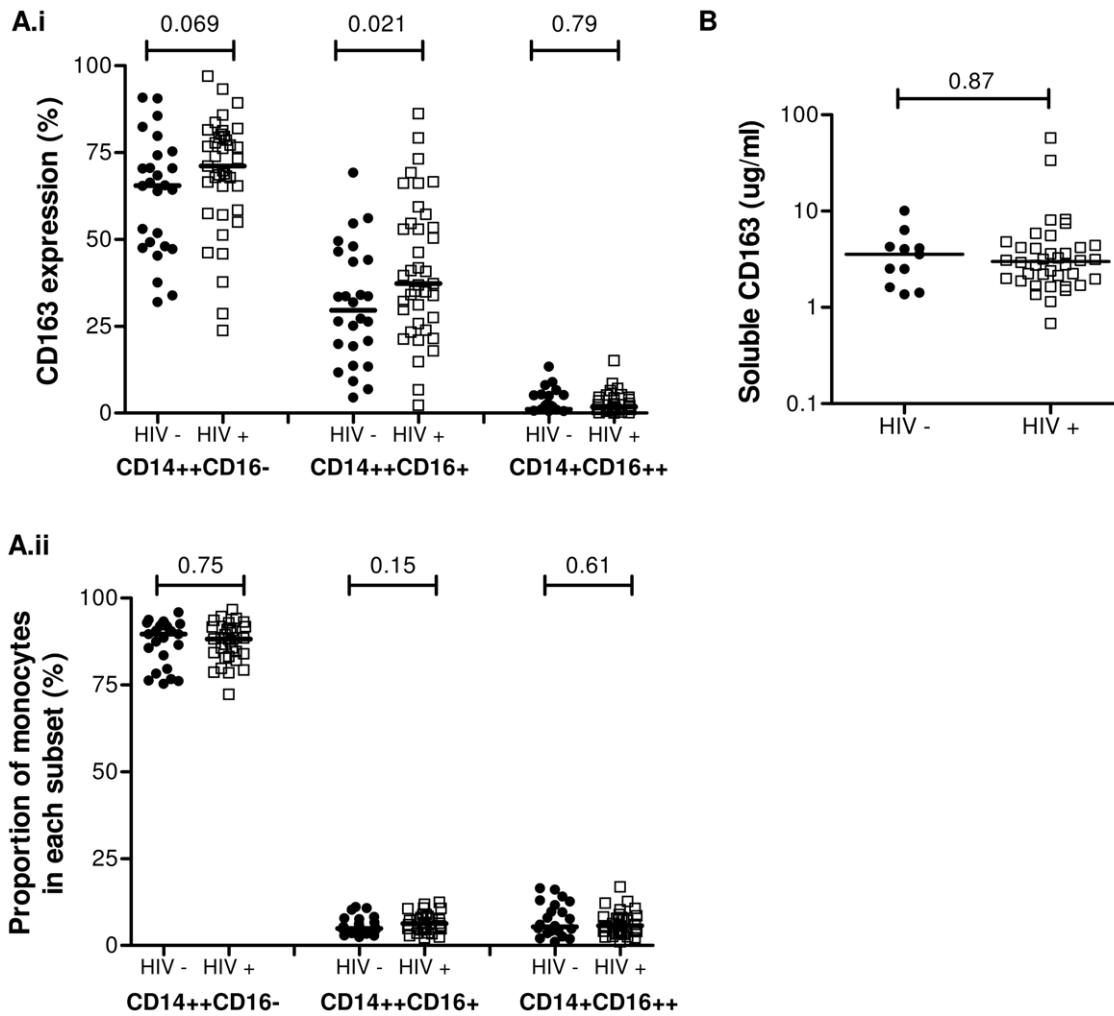 A.i
0.069 0.021 0.79
CD163 expression (%)
100
75
50
25
0
HIV - HIV + HIV - HIV + HIV - HIV +
CD14++CD16- CD14++CD16+ CD14+CD16++
B
0.87
Soluble CD163 (ug/ml)
100
10
1
0.1
HIV - HIV +
A.ii
0.75 0.15 0.61
Proportion of monocytes
in each subset (%)
100
75
50
25
0
HIV - HIV + HIV - HIV + HIV - HIV +
CD14++CD16- CD14++CD16+ CD14+CD16++